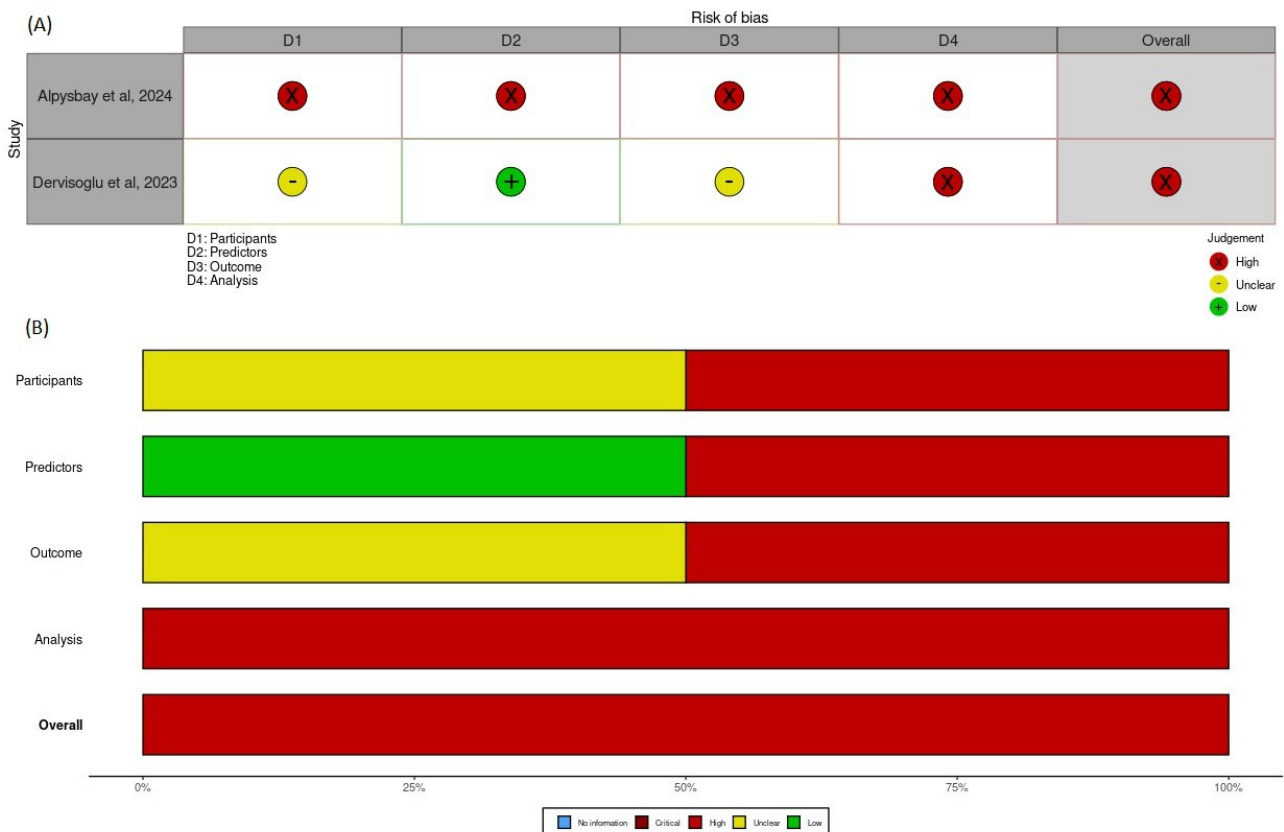 (A)
Risk of bias
D1 D2 D3 D4 Overall
Study
Alpysbay et al, 2024 X X X X X
Dervisoglu et al, 2023 - + - X X
D1: Participants
D2: Predictors
D3: Outcome
D4: Analysis
Judgement
X High
- Unclear
+ Low
(B)
Participants
Predictors
Outcome
Analysis
Overall
0% 25% 50% 75% 100%
No information Critical High Unclear Low